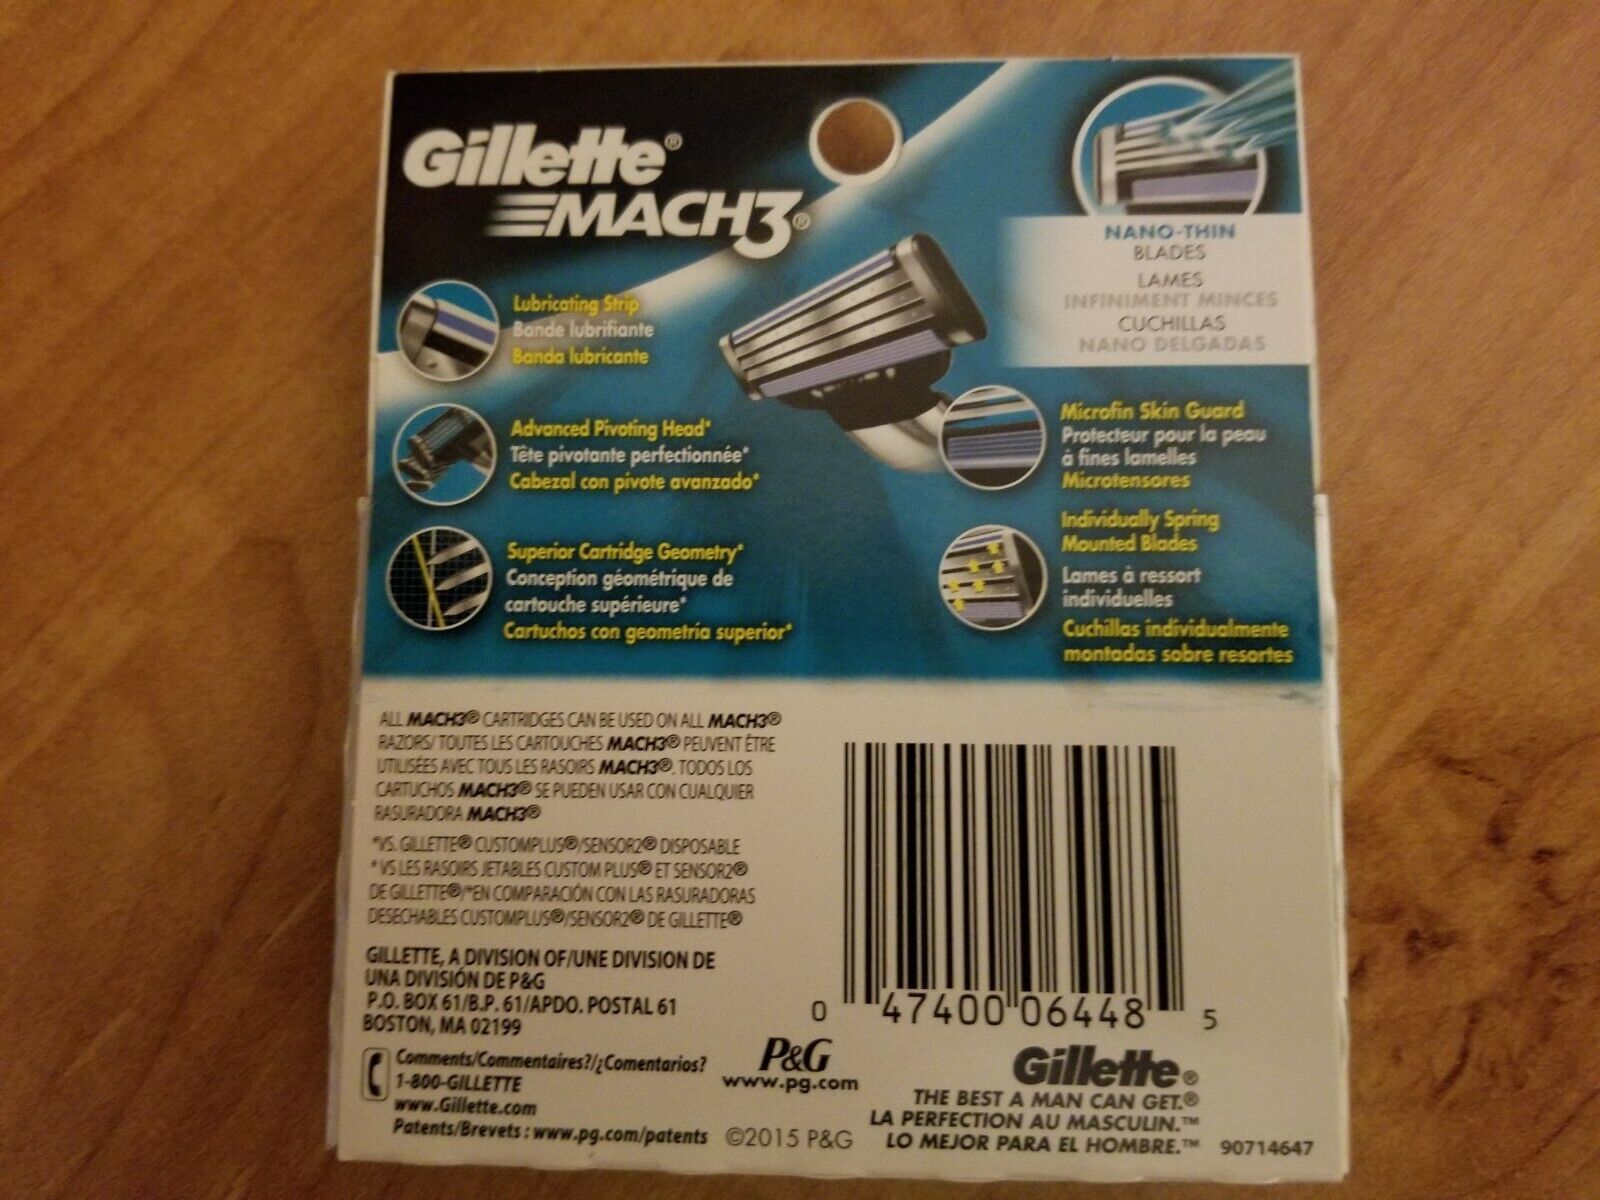 Gillette®
MACH3®
NANO-THIN
BLADES
LAMES
INFINIMENT MINCES
CUCHILLAS
NANO DELGADAS
Lubricating Strip
Bande lubrifiante
Banda lubricante
Advanced Pivoting Head*
Tête pivotante perfectionnée*
Cabezal con pivote avanzado*
Superior Cartridge Geometry*
Conception géométrique de
cartouche supérieure*
Cartuchos con geometria superior*
Microfin Skin Guard
Protecteur pour la peau
à fines lamelles
Microtensores
Individually Spring
Mounted Blades
Lames à ressort
individuelles
Cuchillas individualmente
montadas sobre resortes
ALL MACH3® CARTRIDGES CAN BE USED ON ALL MACH3®
RAZORS/ TOUTES LES CARTOUCHES MACH3® PEUVENT ÊTRE
UTILISÉES AVEC TOUS LES RASOIRS MACH3®. TODOS LOS
CARTUCHOS MACH3® SE PUEDEN USAR CON CUALQUIER
RASURADORA MACH3®
*VS. GILLETTE® CUSTOMPLUS®/SENSOR2® DISPOSABLE
* VS LES RASOIRS JETABLES CUSTOM PLUS® ET SENSOR2®
DE GILLETTE®/*EN COMPARACIÓN CON LAS RASURADORAS
DESECHABLES CUSTOMPLUS®/SENSOR2® DE GILLETTE®
GILLETTE, A DIVISION OF/UNE DIVISION DE
UNA DIVISIÓN DE P&G
P.O. BOX 61/B.P. 61/APDO. POSTAL 61
BOSTON, MA 02199
Comments/Commentaires?/¿Comentarios?
1-800-GILLETTE
www.Gillette.com
Patents/Brevets : www.pg.com/patents
0 47400 06448 5
P&G
www.pg.com
©2015 P&G
Gillette®
THE BEST A MAN CAN GET.®
LA PERFECTION AU MASCULIN.™
LO MEJOR PARA EL HOMBRE.™
90714647